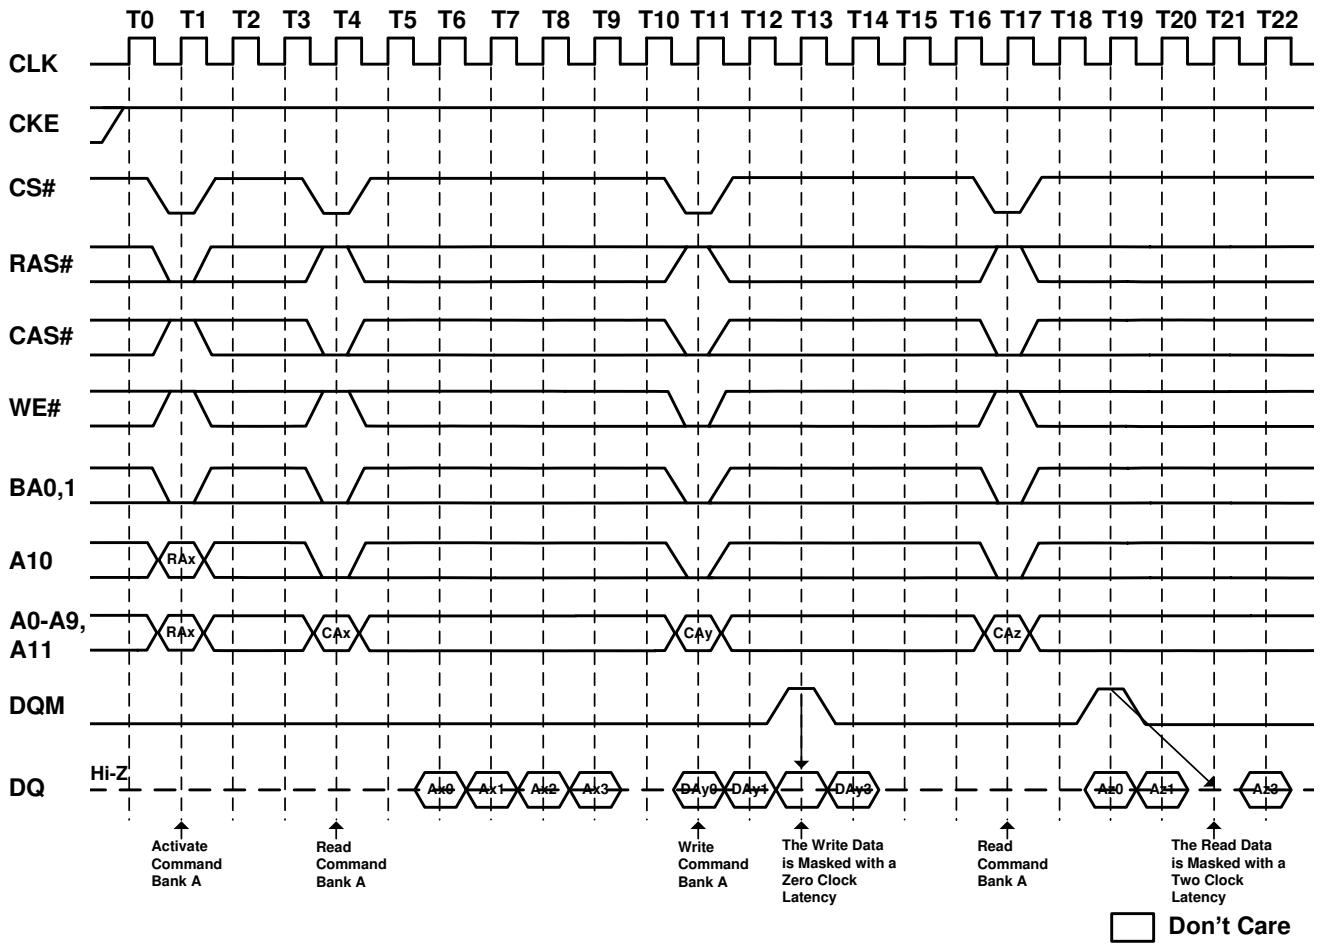 T0 T1 T2 T3 T4 T5 T6 T7 T8 T9 T10 T11 T12 T13 T14 T15 T16 T17 T18 T19 T20 T21 T22
CLK
CKE
CS#
RAS#
CAS#
WE#
BA0,1
A10 RAx
A0-A9, RAx CAx CAy CAz
A11
DQM
Hi-Z
DQ Ax0 Ax1 Ax2 Ax3 DAy0 DAy1 DAy3 Az0 Az1 Az3
Activate
Command
Bank A
Read
Command
Bank A
Write
Command
Bank A
The Write Data
is Masked with a
Zero Clock
Latency
Read
Command
Bank A
The Read Data
is Masked with a
Two Clock
Latency
Don't Care